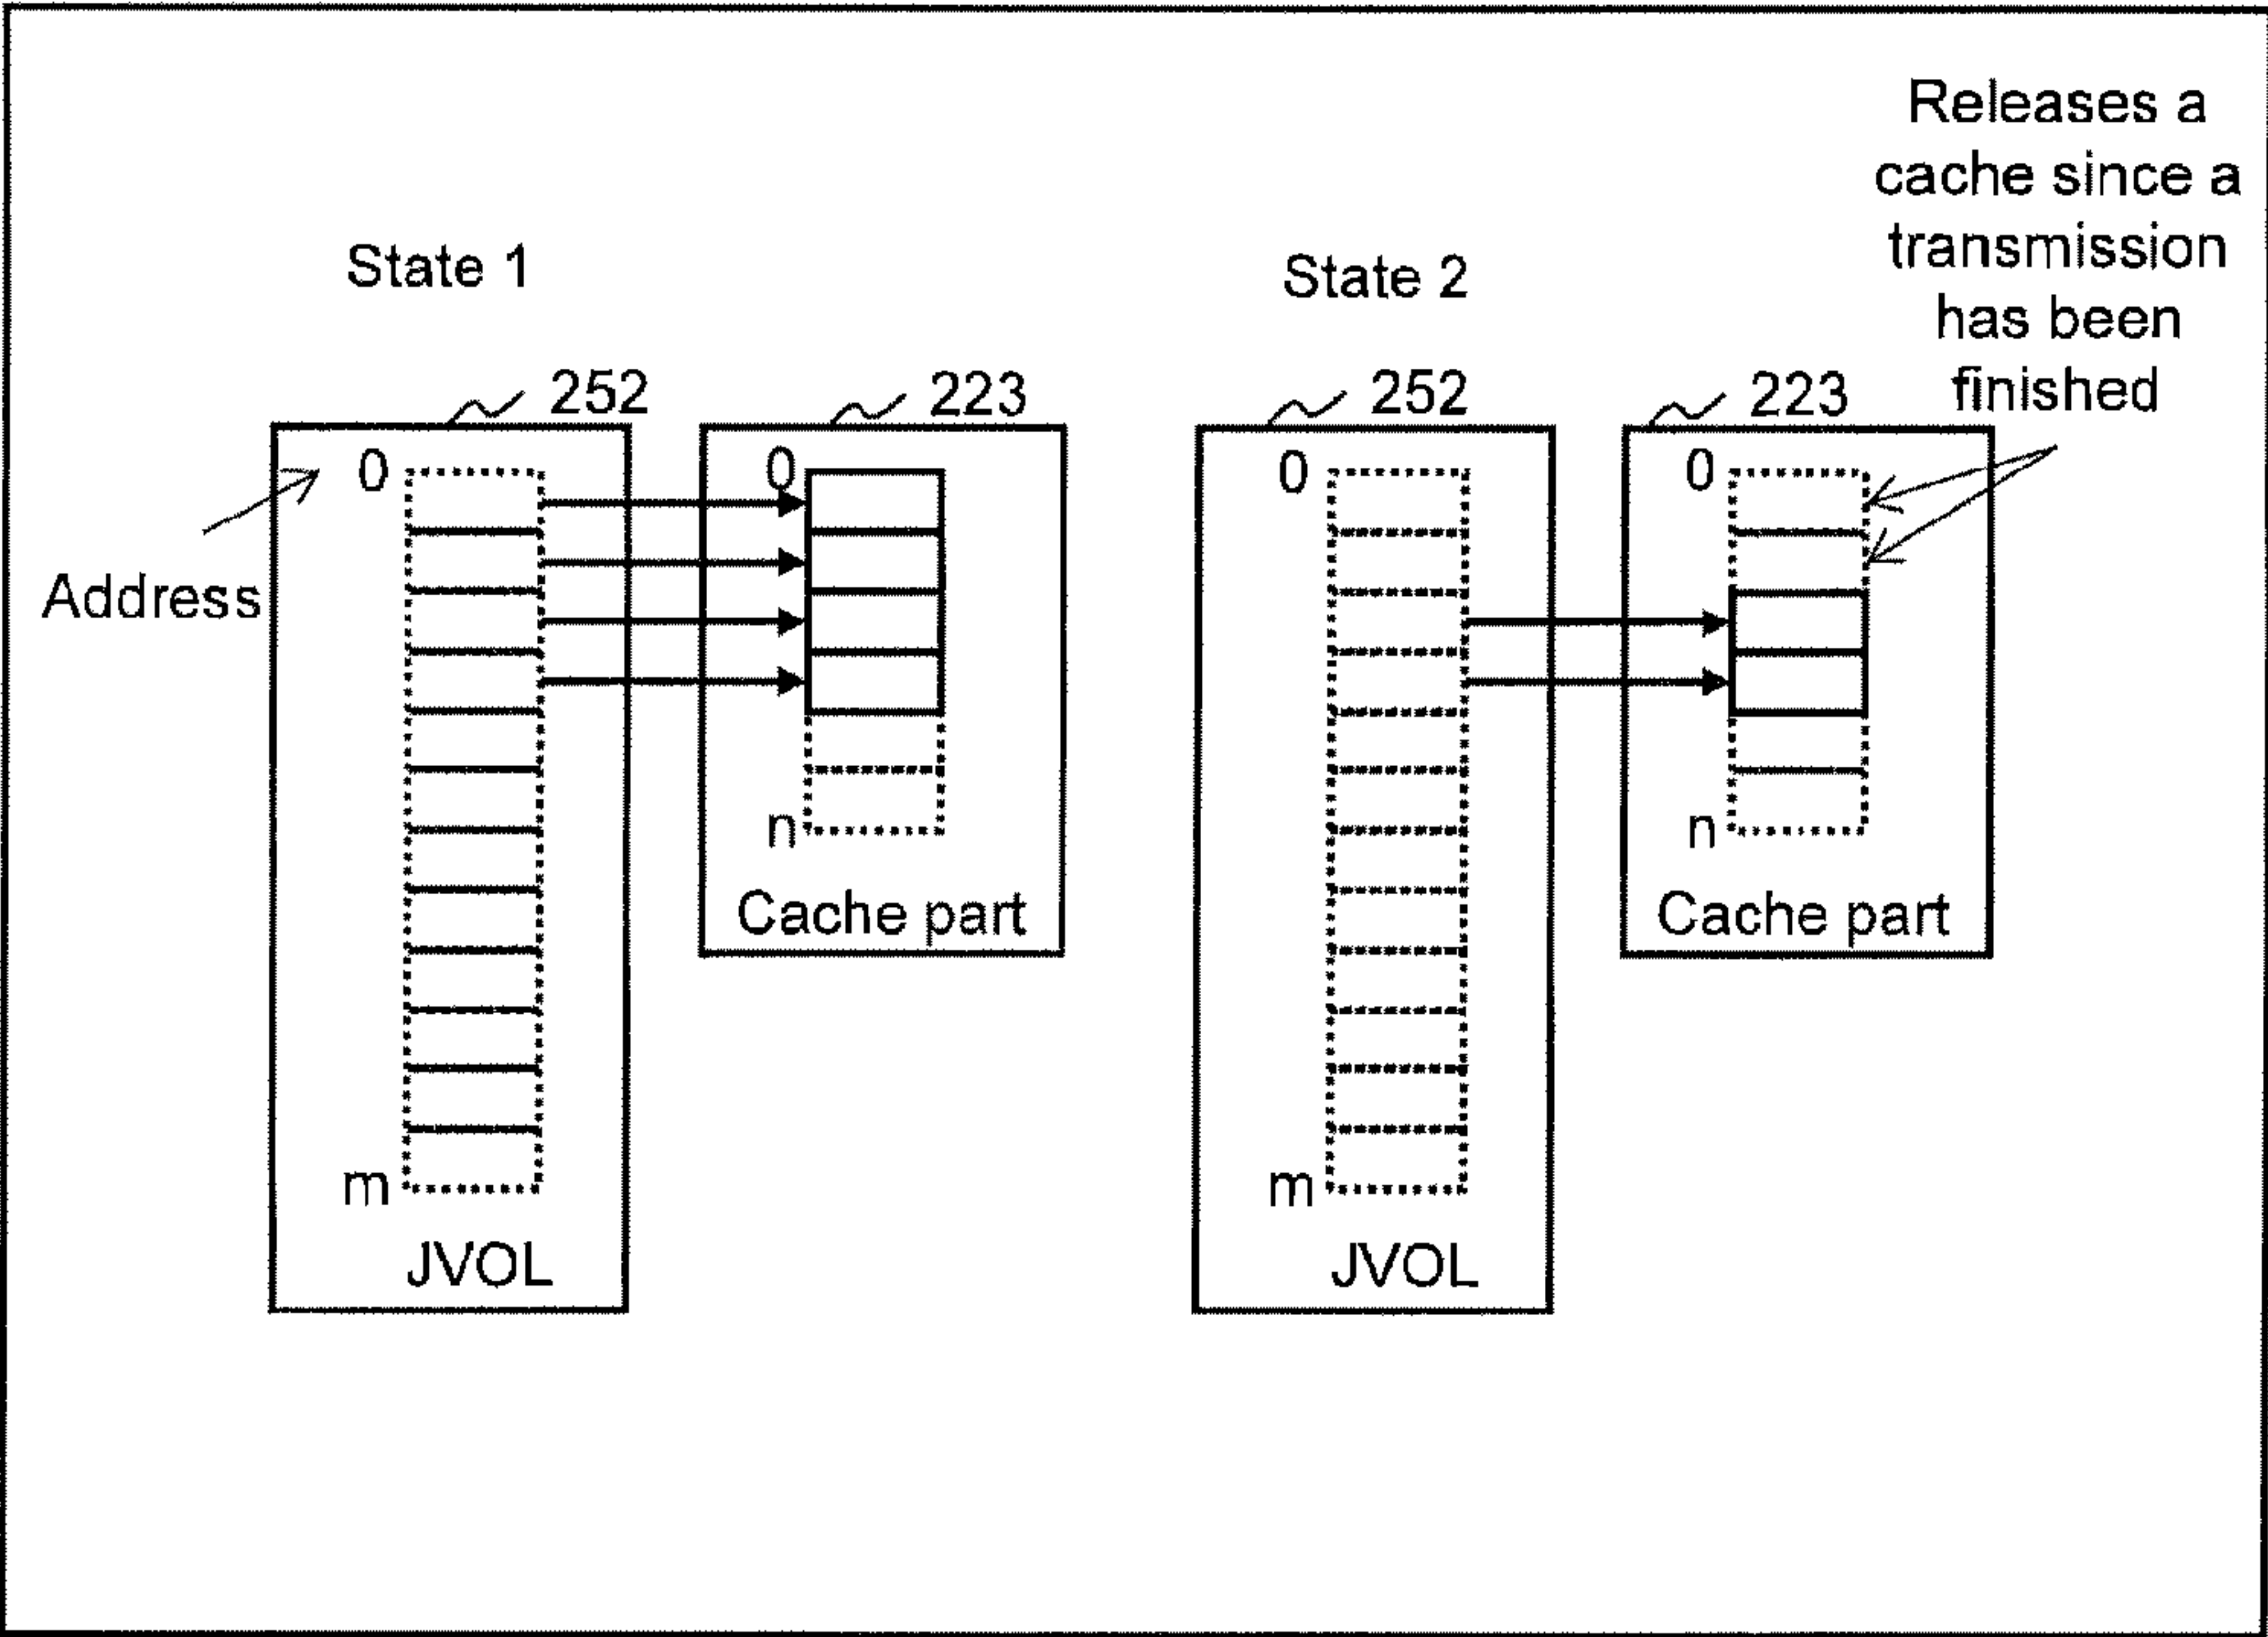 Releases a
cache since a
transmission
has been
finished
State 1
State 2
252
223
252
223
Address
0
0
0
0
n
n
Cache part
Cache part
m
m
JVOL
JVOL